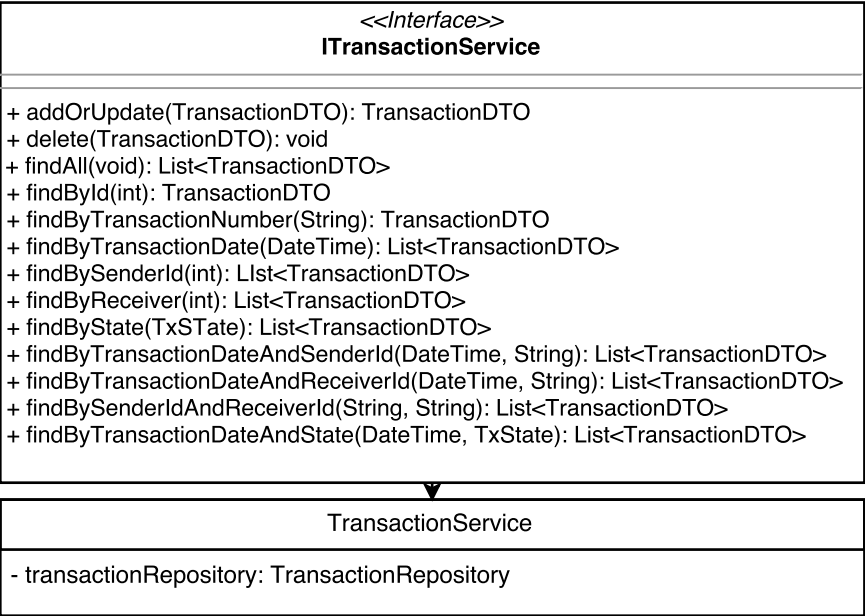 <<Interface>>
ITransactionService
+ addOrUpdate(TransactionDTO): TransactionDTO
+ delete(TransactionDTO): void
+ findAll(void): List<TransactionDTO>
+ findById(int): TransactionDTO
+ findByTransactionNumber(String): TransactionDTO
+ findByTransactionDate(DateTime): List<TransactionDTO>
+ findBySenderId(int): LIst<TransactionDTO>
+ findByReceiver(int): List<TransactionDTO>
+ findByState(TxSTate): List<TransactionDTO>
+ findByTransactionDateAndSenderId(DateTime, String): List<TransactionDTO>
+ findByTransactionDateAndReceiverId(DateTime, String): List<TransactionDTO>
+ findBySenderIdAndReceiverId(String, String): List<TransactionDTO>
+ findByTransactionDateAndState(DateTime, TxState): List<TransactionDTO>
TransactionService
- transactionRepository: TransactionRepository